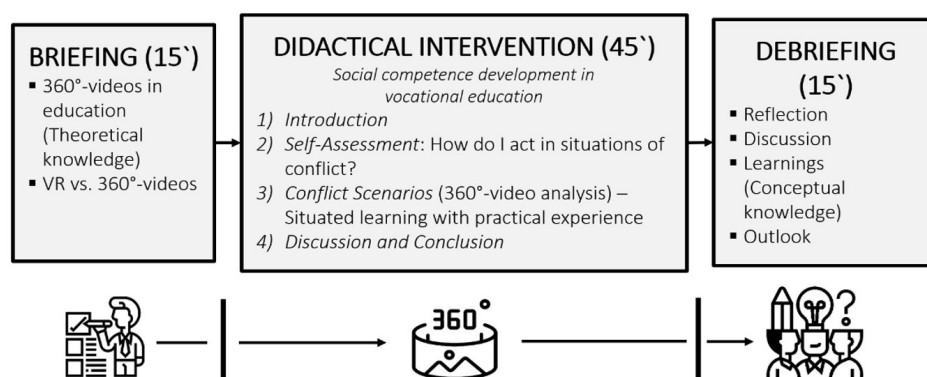 BRIEFING (15`)
▪ 360°-videos in
education
(Theoretical
knowledge)
▪ VR vs. 360°-videos
DIDACTICAL INTERVENTION (45`)
Social competence development in
vocational education
1) Introduction
2) Self-Assessment: How do I act in situations of
conflict?
3) Conflict Scenarios (360°-video analysis) –
Situated learning with practical experience
4) Discussion and Conclusion
DEBRIEFING
(15`)
▪ Reflection
▪ Discussion
▪ Learnings
(Conceptual
knowledge)
▪ Outlook
360°
?